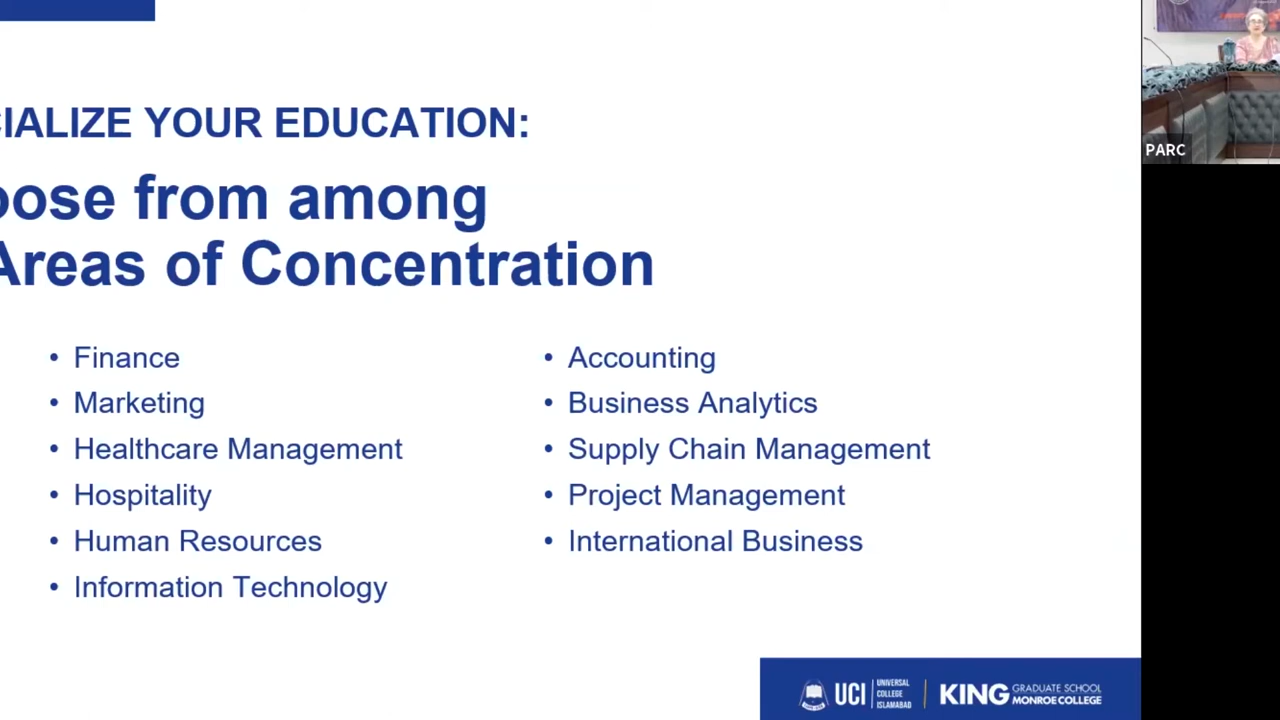 CIALIZE YOUR EDUCATION:
oose from among
Areas of Concentration
• Finance
• Marketing
• Healthcare Management
• Hospitality
• Human Resources
• Information Technology
• Accounting
• Business Analytics
• Supply Chain Management
• Project Management
• International Business
UCI
UNIVERSAL
COLLEGE
ISLAMABAD
KING
GRADUATE SCHOOL
MONROE COLLEGE
PARC